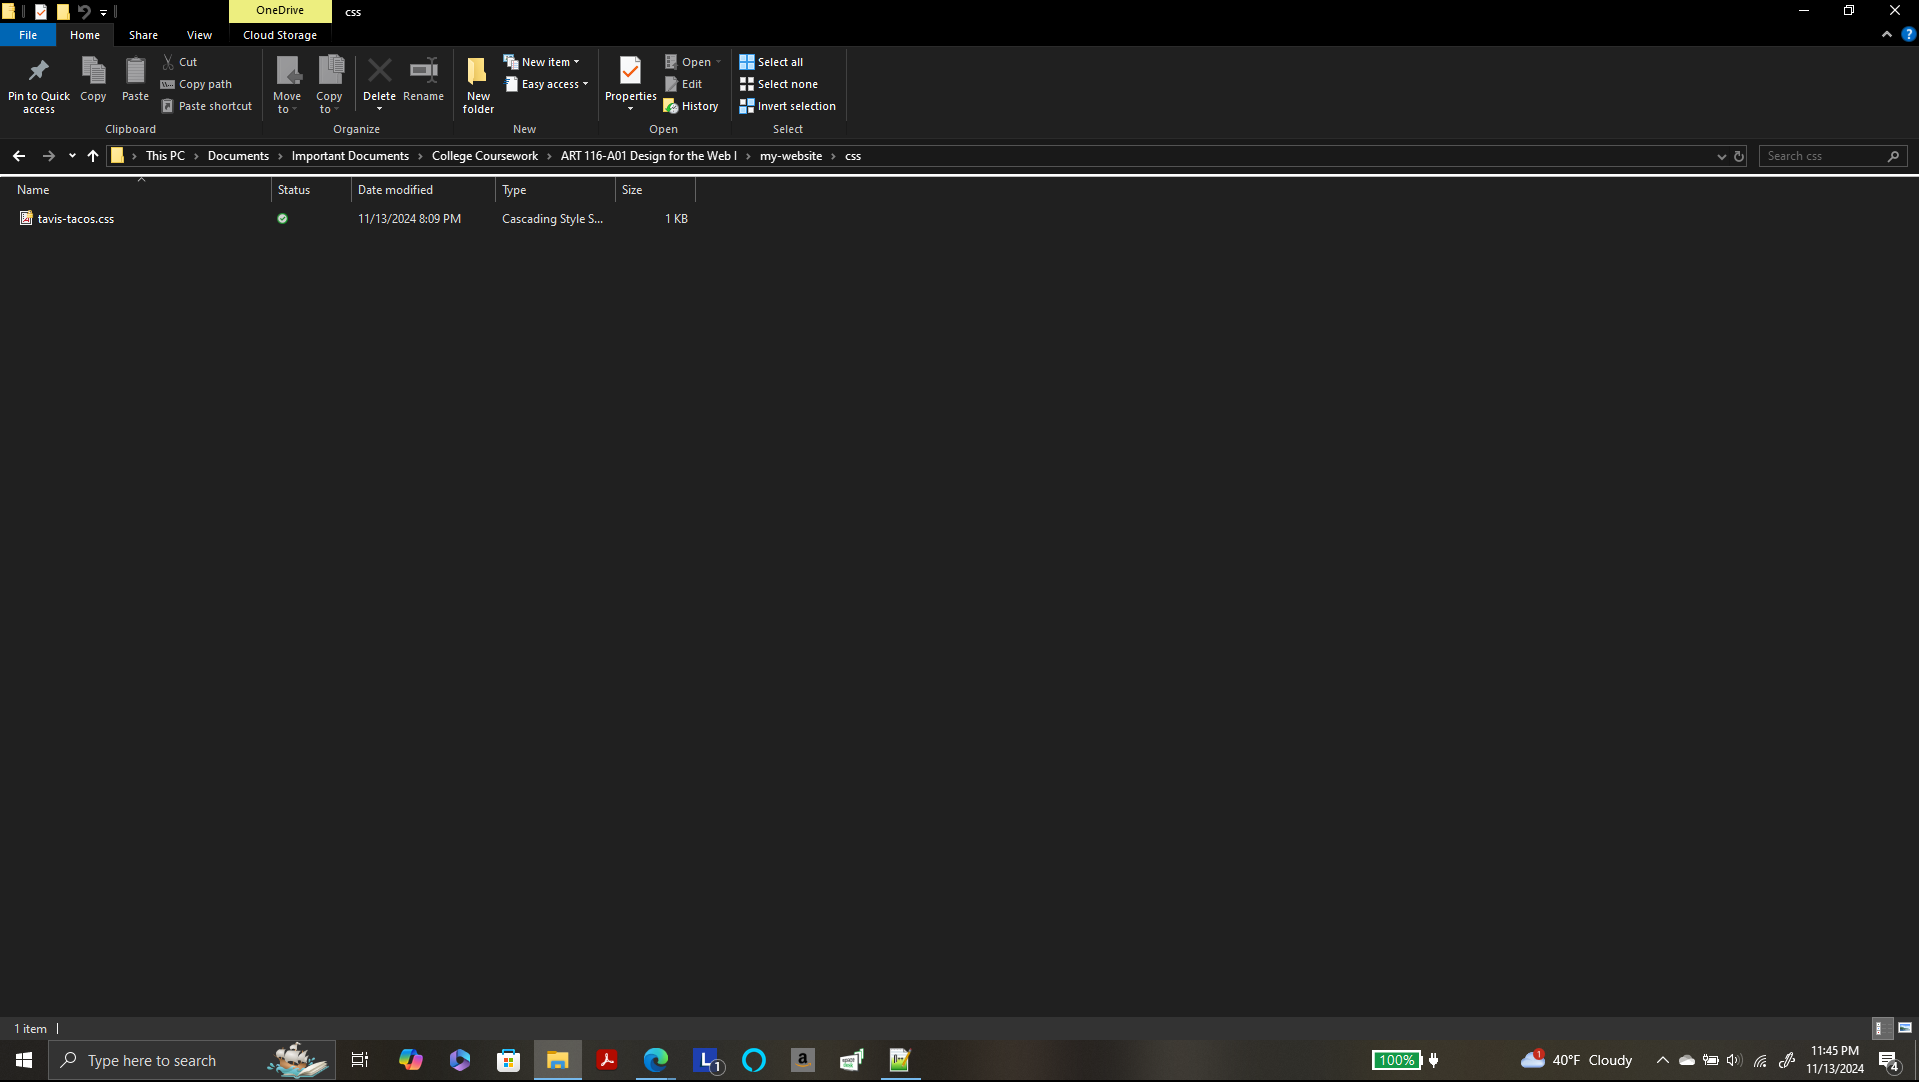 OneDrive
css
File
Home
Share
View
Cloud Storage
Pin to Quick access
Copy
Paste
Cut
Copy path
Paste shortcut
Clipboard
Move to
Copy to
Delete
Rename
Organize
New folder
New item
Easy access
New
Properties
Open
Edit
History
Open
Select all
Select none
Invert selection
Select
This PC > Documents > Important Documents > College Coursework > ART 116-A01 Design for the Web I > my-website > css
Search css
Name Status Date modified Type Size
tavis-tacos.css 11/13/2024 8:09 PM Cascading Style S... 1 KB
1 item
Type here to search
L 1
a
100%
1
40°F Cloudy
11:45 PM
11/13/2024
4